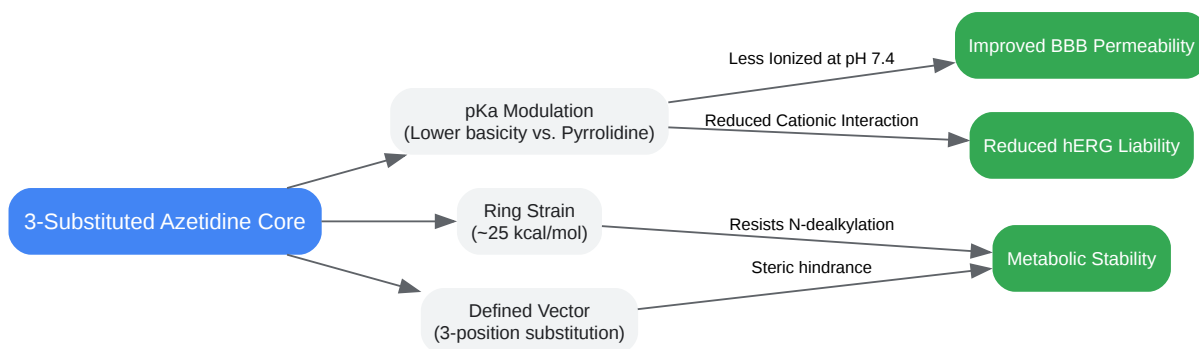 Less Ionized at pH 7.4
Improved BBB Permeability
pKa Modulation
(Lower basicity vs. Pyrrolidine)
Reduced Cationic Interaction
Reduced hERG Liability
3-Substituted Azetidine Core
Ring Strain
(~25 kcal/mol)
Resists N-dealkylation
Metabolic Stability
Steric hindrance
Defined Vector
(3-position substitution)